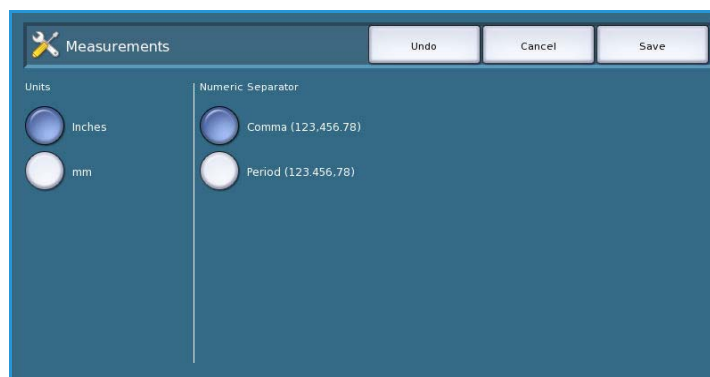 Measurements
Undo
Cancel
Save
Units
Numeric Separator
Inches
Comma (123,456.78)
mm
Period (123.456,78)